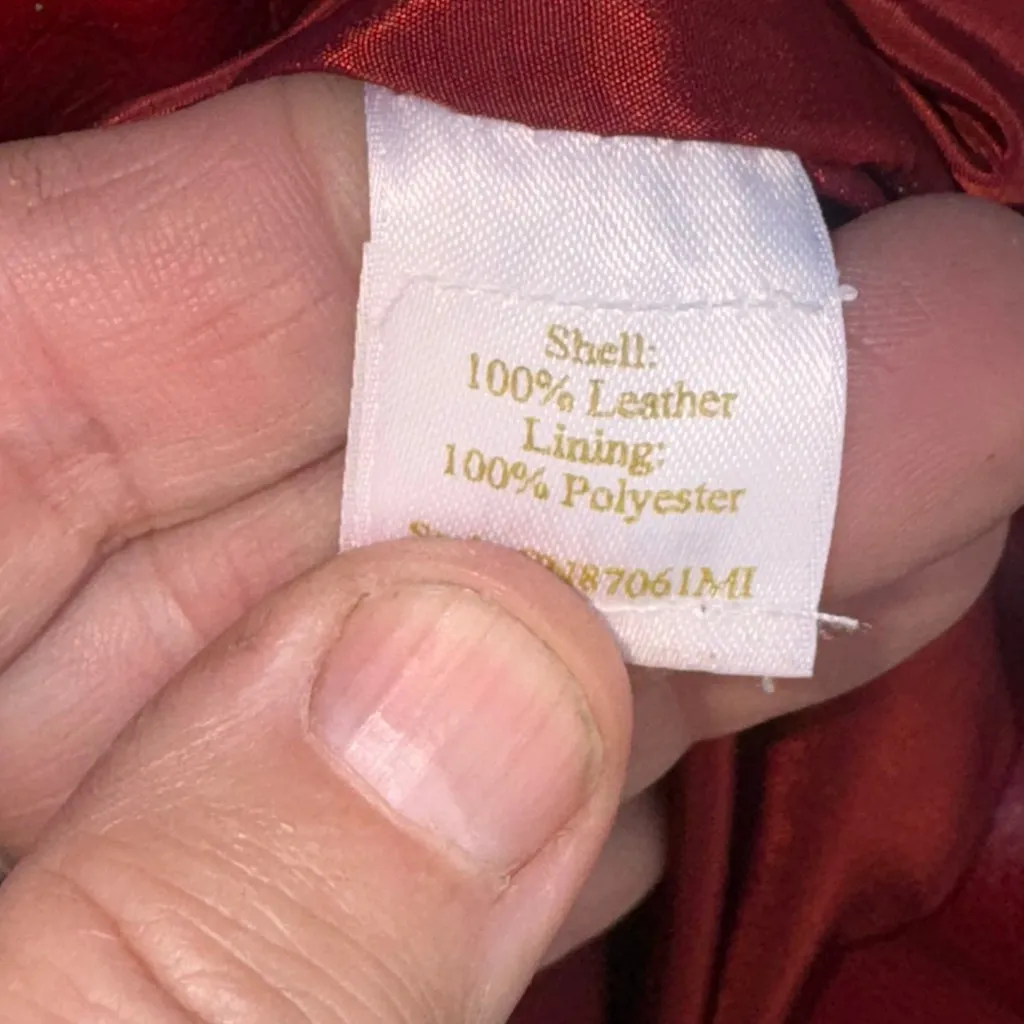 Shell:
100% Leather
Lining:
100% Polyester
87061MI